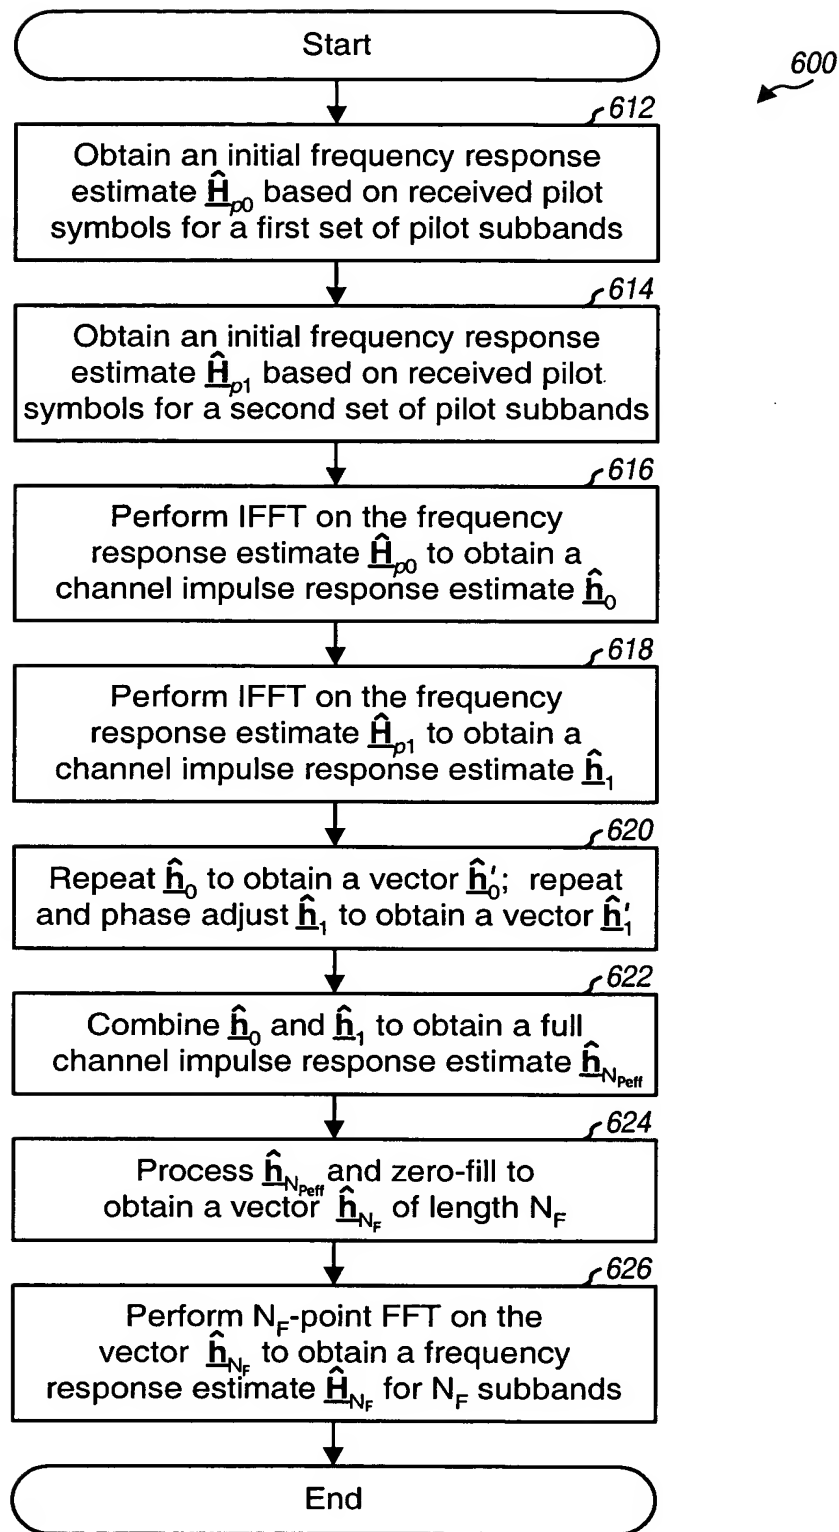 Start
600
612
Obtain an initial frequency response
estimate Ĥp0 based on received pilot
symbols for a first set of pilot subbands
614
Obtain an initial frequency response
estimate Ĥp1 based on received pilot
symbols for a second set of pilot subbands
616
Perform IFFT on the frequency
response estimate Ĥp0 to obtain a
channel impulse response estimate ĥ0
618
Perform IFFT on the frequency
response estimate Ĥp1 to obtain a
channel impulse response estimate ĥ1
620
Repeat ĥ0 to obtain a vector ĥ′0; repeat
and phase adjust ĥ1 to obtain a vector ĥ′1
622
Combine ĥ0 and ĥ1 to obtain a full
channel impulse response estimate ĥNPeff
624
Process ĥNPeff and zero-fill to
obtain a vector ĥNF of length NF
626
Perform NF-point FFT on the
vector ĥNF to obtain a frequency
response estimate ĤNF for NF subbands
End